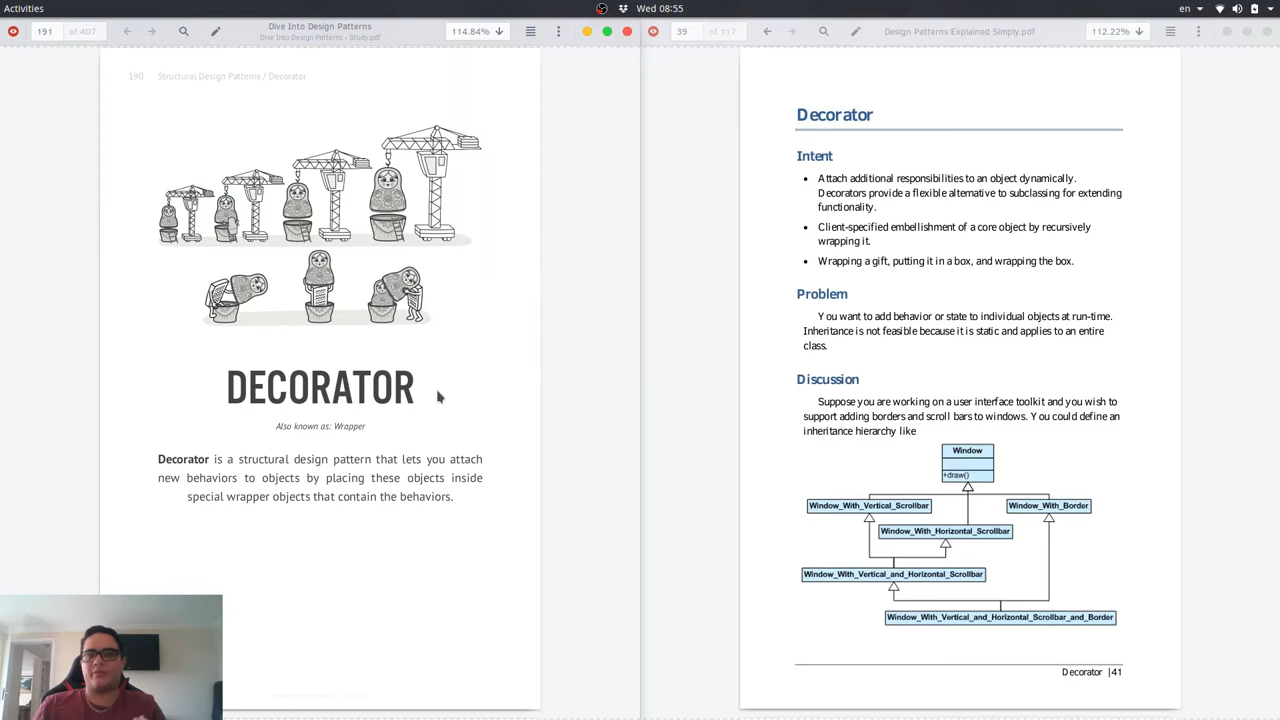 Activities
Wed 08:55
en
191 of 407
Dive Into Design Patterns
Dive Into Design Patterns - Study.pdf
114.84%
39 of 117
Design Patterns Explained Simply.pdf
112.22%
190 Structural Design Patterns / Decorator
DECORATOR
Also known as: Wrapper
Decorator is a structural design pattern that lets you attach
new behaviors to objects by placing these objects inside
special wrapper objects that contain the behaviors.
Decorator
Intent
• Attach additional responsibilities to an object dynamically.
Decorators provide a flexible alternative to subclassing for extending
functionality.
• Client-specified embellishment of a core object by recursively
wrapping it.
• Wrapping a gift, putting it in a box, and wrapping the box.
Problem
You want to add behavior or state to individual objects at run-time.
Inheritance is not feasible because it is static and applies to an entire
class.
Discussion
Suppose you are working on a user interface toolkit and you wish to
support adding borders and scroll bars to windows. You could define an
inheritance hierarchy like
Window
+draw()
Window_With_Vertical_Scrollbar
Window_With_Border
Window_With_Horizontal_Scrollbar
Window_With_Vertical_and_Horizontal_Scrollbar
Window_With_Vertical_and_Horizontal_Scrollbar_and_Border
Decorator |41